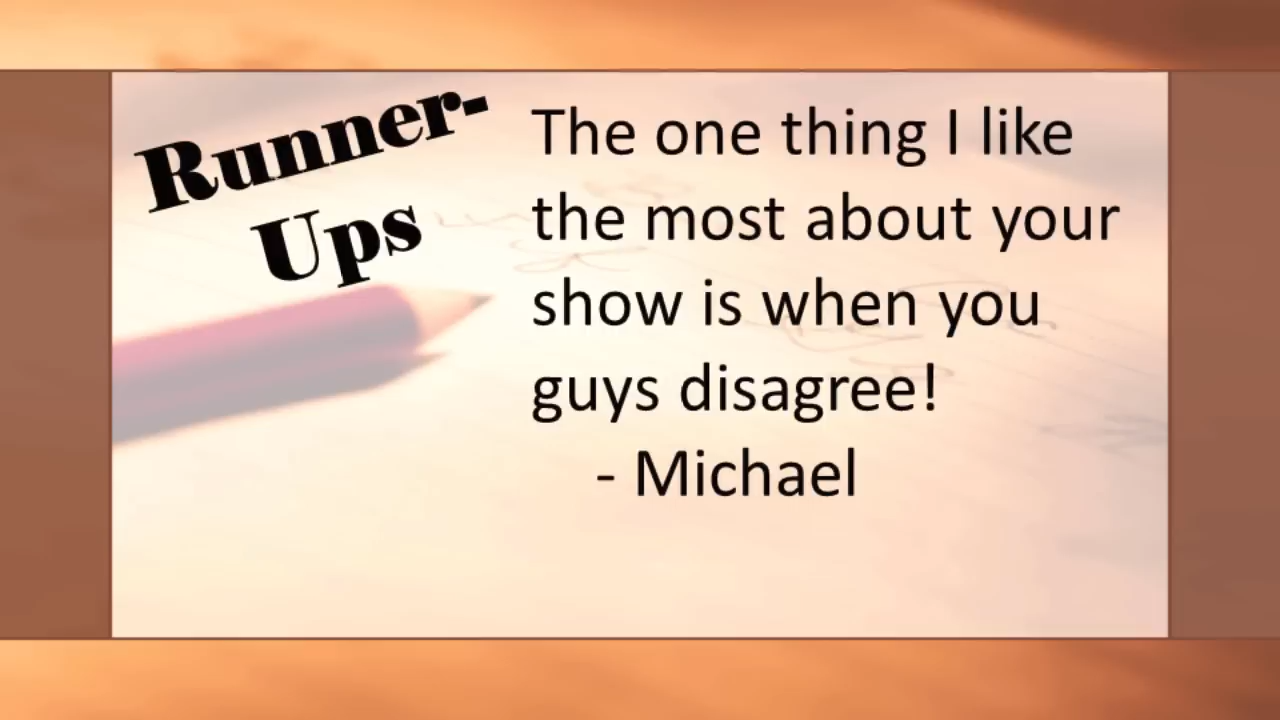 Runner-
Ups
The one thing I like
the most about your
show is when you
guys disagree!
- Michael